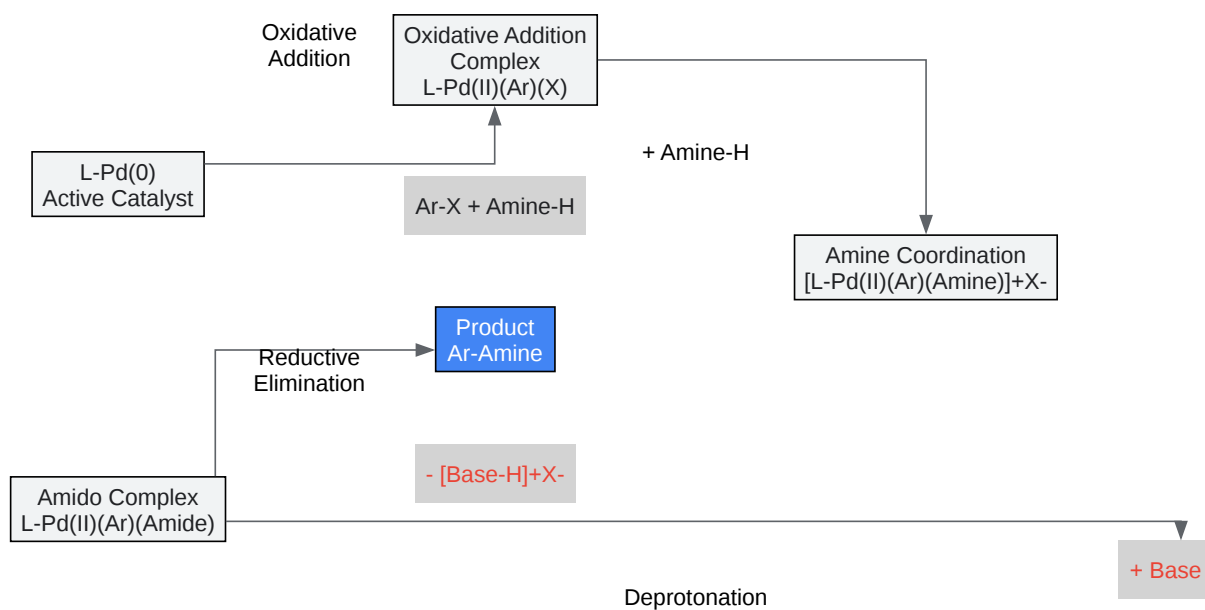 Oxidative
Addition
Oxidative Addition
Complex
L-Pd(II)(Ar)(X)
+ Amine-H
L-Pd(0)
Active Catalyst
Ar-X + Amine-H
Amine Coordination
[L-Pd(II)(Ar)(Amine)]+X-
Product
Ar-Amine
Reductive
Elimination
- [Base-H]+X-
Amido Complex
L-Pd(II)(Ar)(Amide)
+ Base
Deprotonation